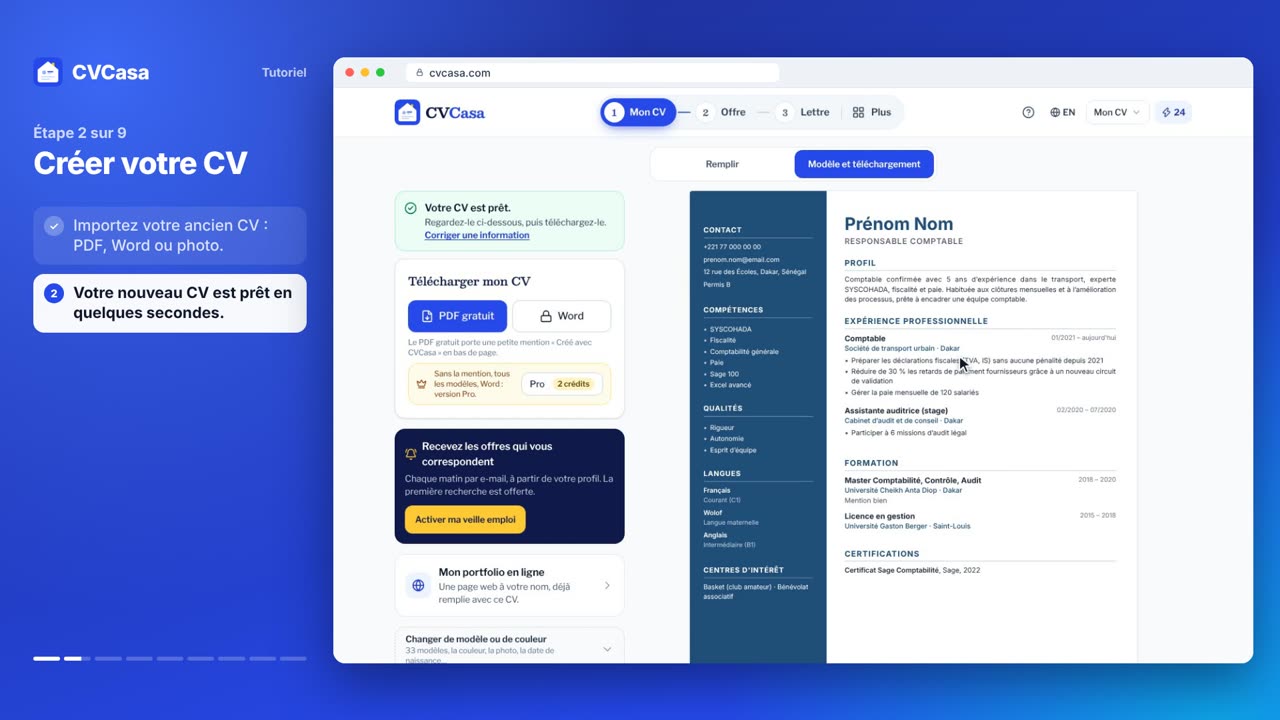 CVCasa
Tutoriel
Étape 2 sur 9
Créer votre CV
Importez votre ancien CV :
PDF, Word ou photo.
2
Votre nouveau CV est prêt en
quelques secondes.
cvcasa.com
CVCasa
1 Mon CV
2 Offre
3 Lettre
Plus
EN
Mon CV
24
Remplir
Modèle et téléchargement
Votre CV est prêt.
Regardez-le ci-dessous, puis téléchargez-le.
Corriger une information
Télécharger mon CV
PDF gratuit
Word
Le PDF gratuit porte une petite mention « Créé avec
CVCasa » en bas de page.
Sans la mention, tous
les modèles, Word :
version Pro.
Pro 2 crédits
Recevez les offres qui vous
correspondent
Chaque matin par e-mail, à partir de votre profil. La
première recherche est offerte.
Activer ma veille emploi
Mon portfolio en ligne
Une page web à votre nom, déjà
remplie avec ce CV.
Changer de modèle ou de couleur
33 modèles, la couleur, la photo, la date de
naissance...
CONTACT
+221 77 000 00 00
prenom.nom@email.com
12 rue des Écoles, Dakar, Sénégal
Permis B
COMPÉTENCES
• SYSCOHADA
• Fiscalité
• Comptabilité générale
• Paie
• Sage 100
• Excel avancé
QUALITÉS
• Rigueur
• Autonomie
• Esprit d'équipe
LANGUES
Français
Courant (C1)
Wolof
Langue maternelle
Anglais
Intermédiaire (B1)
CENTRES D'INTÉRÊT
Basket (club amateur) · Bénévolat
associatif
Prénom Nom
RESPONSABLE COMPTABLE
PROFIL
Comptable confirmée avec 5 ans d'expérience dans le transport, experte
SYSCOHADA, fiscalité et paie. Habituée aux clôtures mensuelles et à l'amélioration
des processus, prête à encadrer une équipe comptable.
EXPÉRIENCE PROFESSIONNELLE
Comptable 01/2021 – aujourd'hui
Société de transport urbain · Dakar
• Préparer les déclarations fiscales (TVA, IS) sans aucune pénalité depuis 2021
• Réduire de 30 % les retards de paiement fournisseurs grâce à un nouveau circuit
de validation
• Gérer la paie mensuelle de 120 salariés
Assistante auditrice (stage) 02/2020 – 07/2020
Cabinet d'audit et de conseil · Dakar
• Participer à 6 missions d'audit légal
FORMATION
Master Comptabilité, Contrôle, Audit 2018 – 2020
Université Cheikh Anta Diop · Dakar
Mention bien
Licence en gestion 2015 – 2018
Université Gaston Berger · Saint-Louis
CERTIFICATIONS
Certificat Sage Comptabilité, Sage, 2022